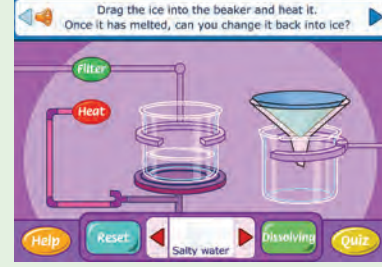 Drag the ice into the beaker and heat it.
Once it has melted, can you change it back into ice?
Filter
Heat
Help
Reset
Salty water
Dissolving
Quiz